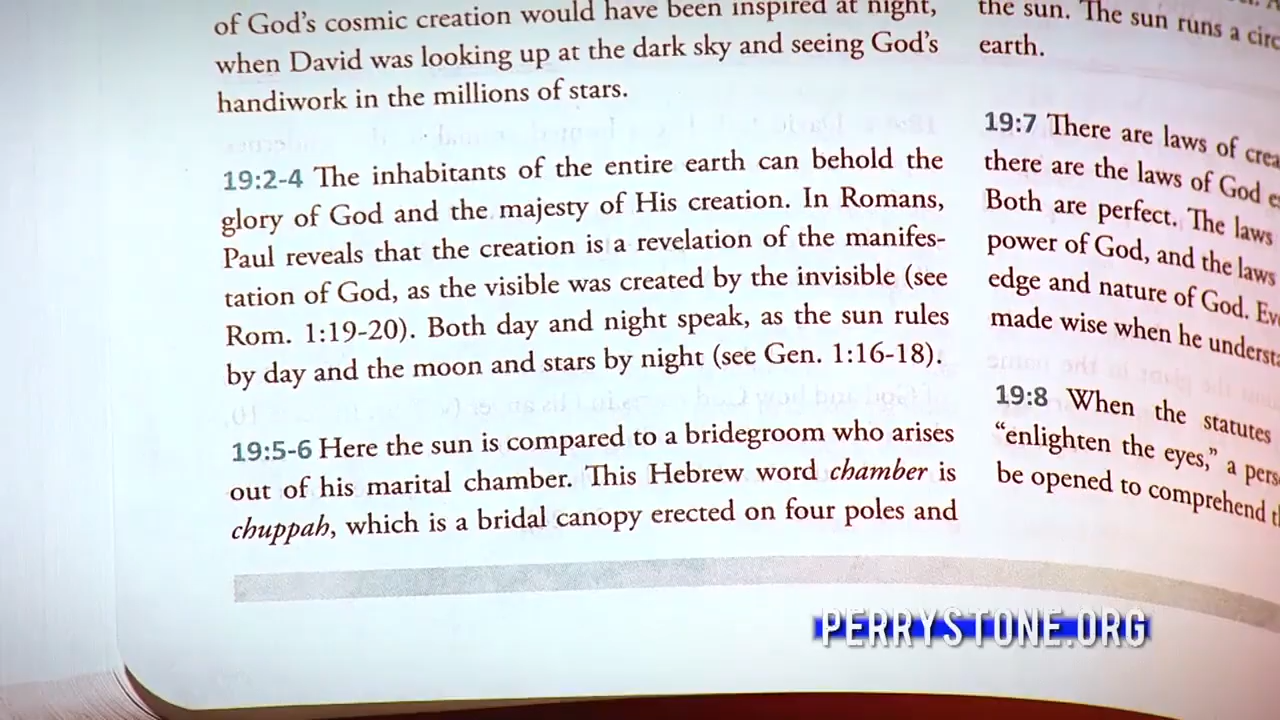 of God’s cosmic creation would have been inspired at night,
when David was looking up at the dark sky and seeing God’s
handiwork in the millions of stars.
19:2-4 The inhabitants of the entire earth can behold the
glory of God and the majesty of His creation. In Romans,
Paul reveals that the creation is a revelation of the manifes-
tation of God, as the visible was created by the invisible (see
Rom. 1:19-20). Both day and night speak, as the sun rules
by day and the moon and stars by night (see Gen. 1:16-18).
19:5-6 Here the sun is compared to a bridegroom who arises
out of his marital chamber. This Hebrew word chamber is
chuppah, which is a bridal canopy erected on four poles and
the sun. The sun runs a
earth.
19:7 There are laws of
there are the laws of God
Both are perfect. The laws
power of God, and the laws
edge and nature of God.
made wise when he
19:8 When the statutes
“enlighten the eyes,” a
be opened to comprehend
PERRYSTONE.ORG